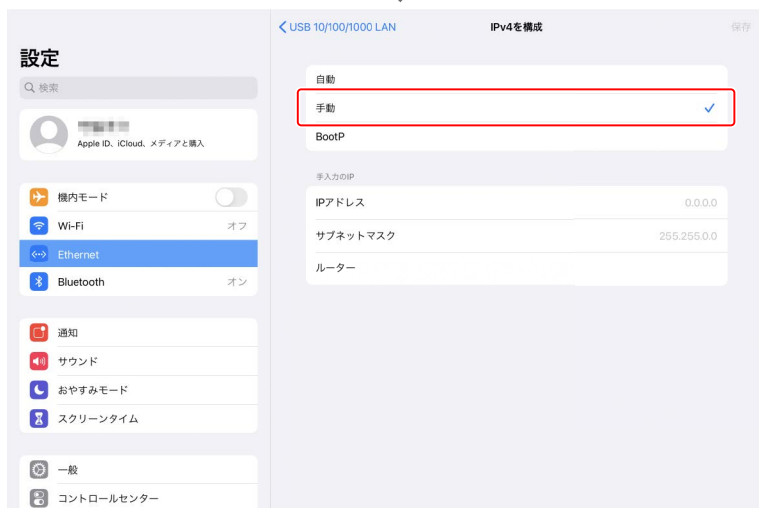 設定
検索
Apple ID、iCloud、メディアと購入
機内モード
Wi-Fi オフ
Ethernet
Bluetooth オン
通知
サウンド
おやすみモード
スクリーンタイム
一般
コントロールセンター
USB 10/100/1000 LAN IPv4を構成 保存
自動
手動
BootP
手入力のIP
IPアドレス 0.0.0.0
サブネットマスク 255.255.0.0
ルーター